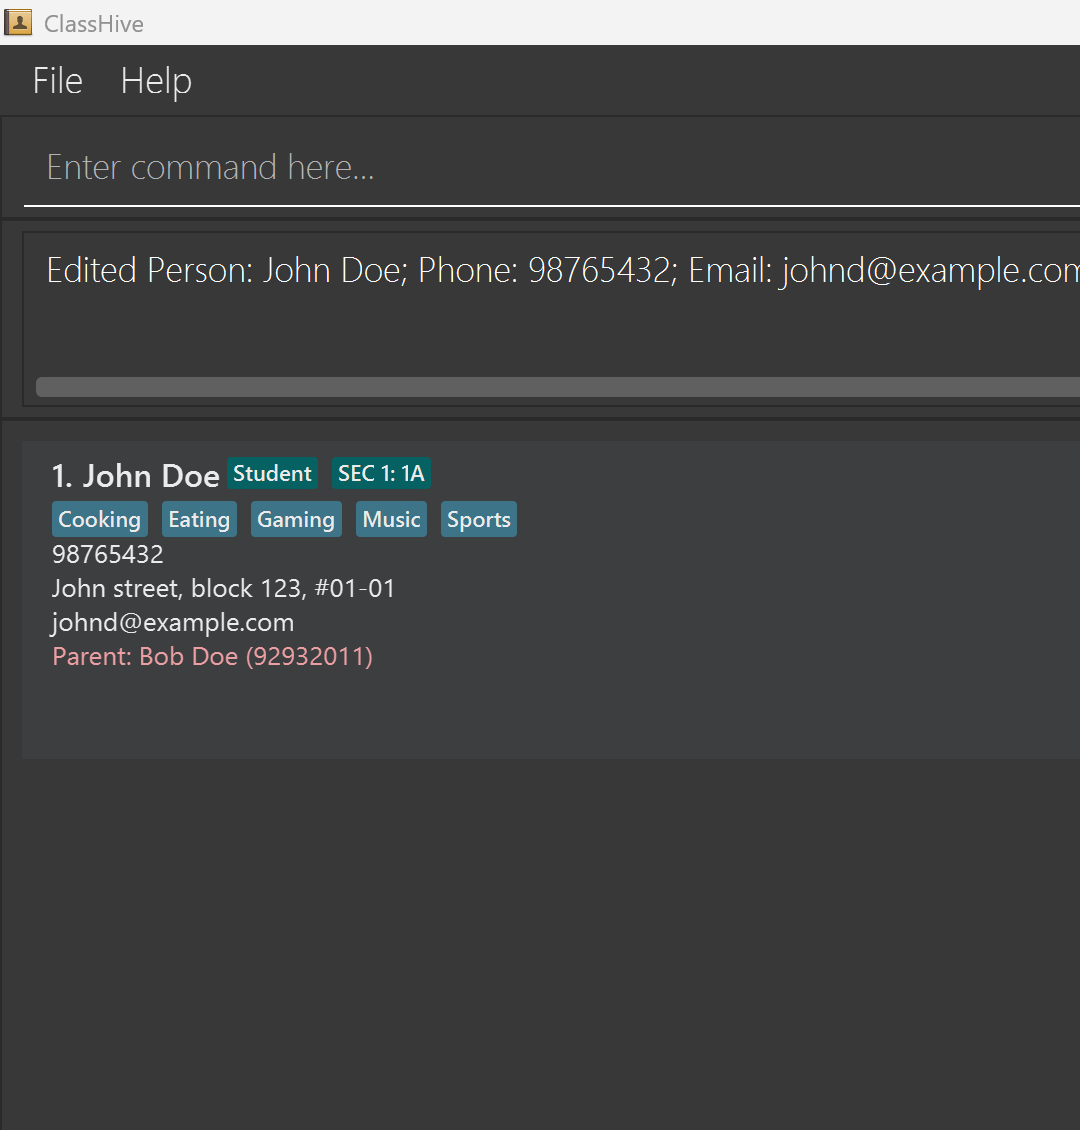 ClassHive
File Help
Enter command here...
Edited Person: John Doe; Phone: 98765432; Email: johnd@example.com
1. John Doe Student SEC 1: 1A
Cooking Eating Gaming Music Sports
98765432
John street, block 123, #01-01
johnd@example.com
Parent: Bob Doe (92932011)